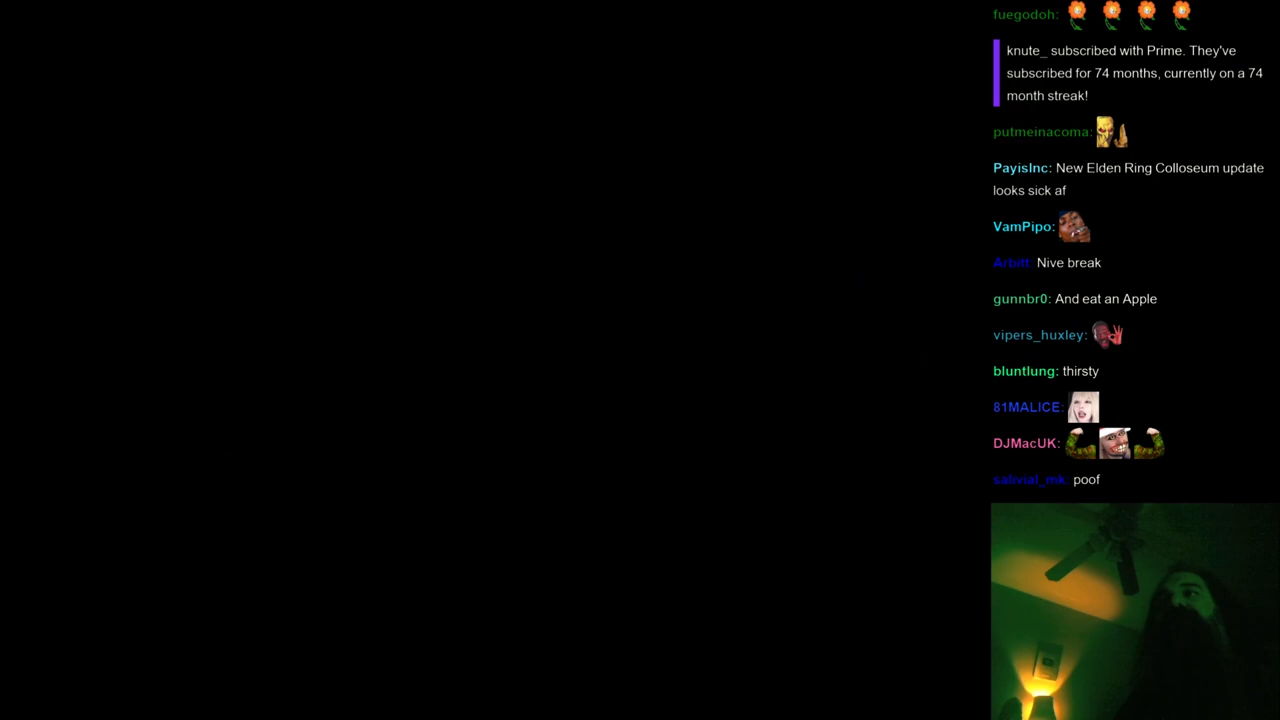 fuegodoh:
knute_ subscribed with Prime. They've
subscribed for 74 months, currently on a 74
month streak!
putmeinacoma:
PayisInc: New Elden Ring Colloseum update
looks sick af
VamPipo:
Arbitt: Nive break
gunnbr0: And eat an Apple
vipers_huxley:
bluntlung: thirsty
81MALICE:
DJMacUK:
salivial_mk: poof